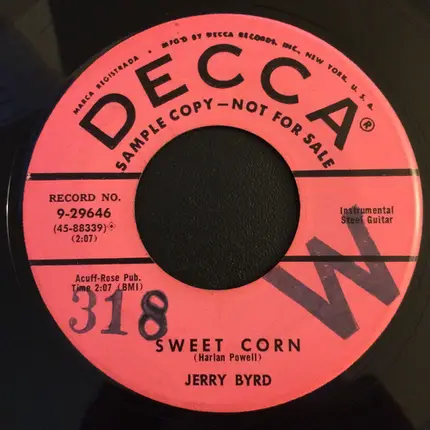 MARCA REGISTRADA • MFG'D BY DECCA RECORDS, INC., NEW YORK, U. S. A.
DECCA®
SAMPLE COPY—NOT FOR SALE
RECORD NO.
9-29646
(45-88339)
(2:07)
Instrumental
Steel Guitar
Acuff-Rose Pub.
Time 2:07 (BMI)
318
W
SWEET CORN
(Harlan Powell)
JERRY BYRD